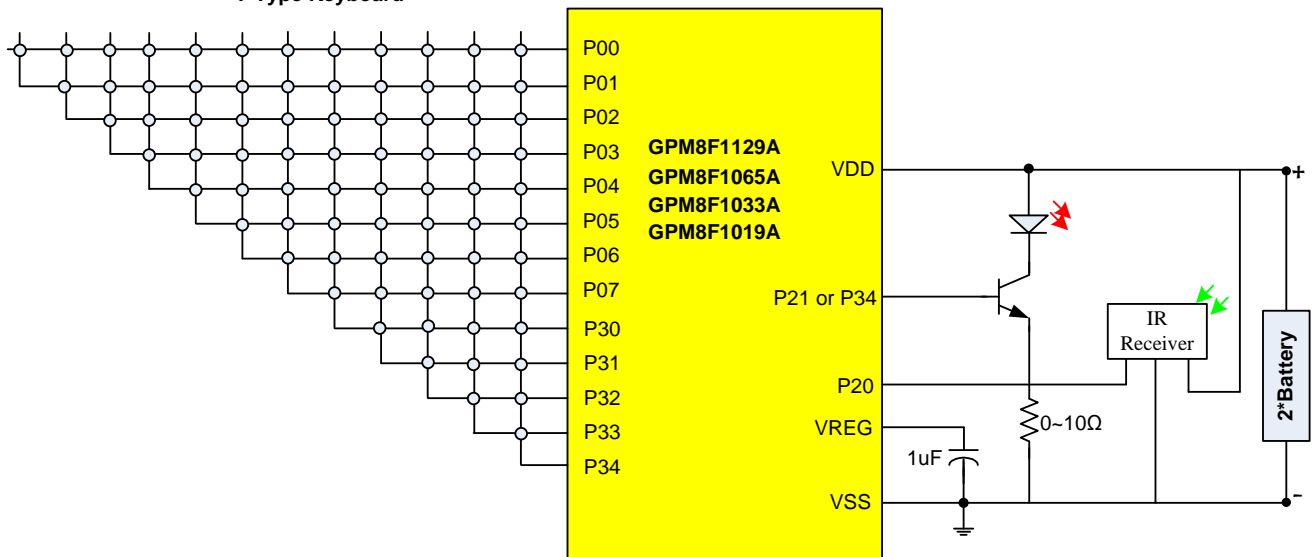 P00
P01
P02
P03
P04
P05
P06
P07
P30
P31
P32
P33
P34
GPM8F1129A
GPM8F1065A
GPM8F1033A
GPM8F1019A
VDD
P21 or P34
P20
VREG
VSS
1uF
0~10Ω
IR
Receiver
+
2*Battery
-